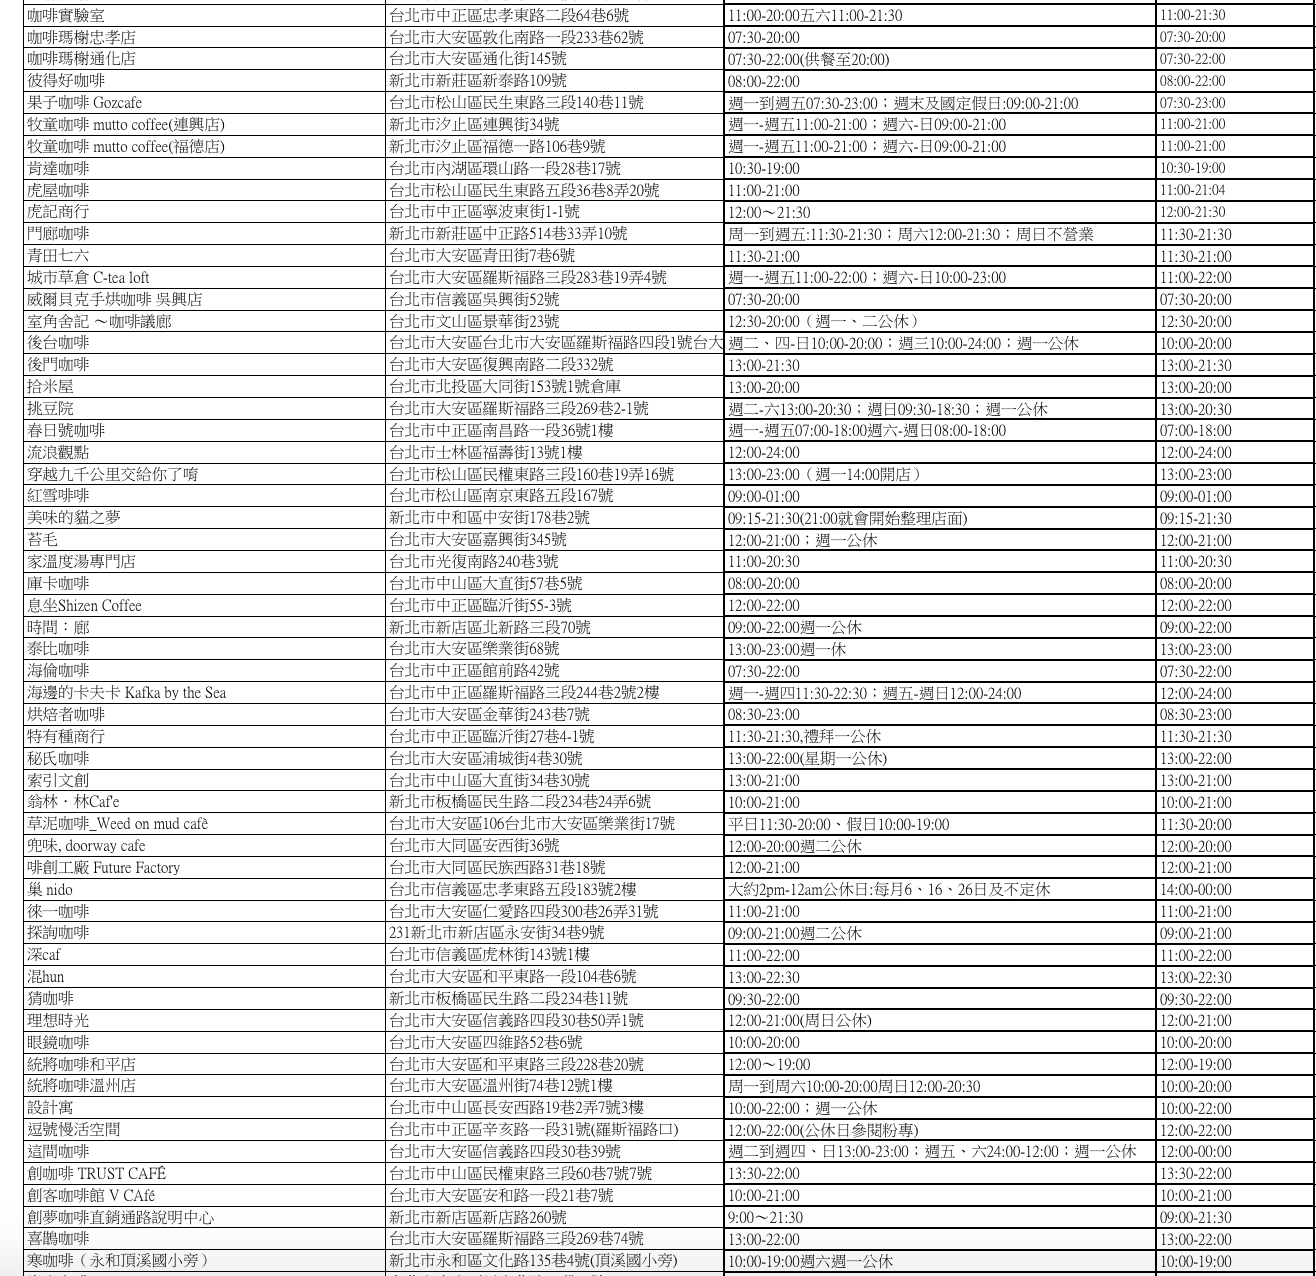 咖啡實驗室 台北市中正區忠孝東路二段64巷6號 11:00-20:00五六11:00-21:30 11:00-21:30
咖啡瑪榭忠孝店 台北市大安區敦化南路一段233巷62號 07:30-20:00 07:30-20:00
咖啡瑪榭通化店 台北市大安區通化街145號 07:30-22:00(供餐至20:00) 07:30-22:00
彼得好咖啡 新北市新莊區新泰路109號 08:00-22:00 08:00-22:00
果子咖啡 Gozcafe 台北市松山區民生東路三段140巷11號 週一到週五07:30-23:00；週末及國定假日:09:00-21:00 07:30-23:00
牧童咖啡 mutto coffee(連興店) 新北市汐止區連興街34號 週一-週五11:00-21:00；週六-日09:00-21:00 11:00-21:00
牧童咖啡 mutto coffee(福德店) 新北市汐止區福德一路106巷9號 週一-週五11:00-21:00；週六-日09:00-21:00 11:00-21:00
肯達咖啡 台北市內湖區環山路一段28巷17號 10:30-19:00 10:30-19:00
虎屋咖啡 台北市松山區民生東路五段36巷8弄20號 11:00-21:00 11:00-21:04
虎記商行 台北市中正區寧波東街1-1號 12:00～21:30 12:00-21:30
門廊咖啡 新北市新莊區中正路514巷33弄10號 周一到週五:11:30-21:30；周六12:00-21:30；周日不營業 11:30-21:30
青田七六 台北市大安區青田街7巷6號 11:30-21:00 11:30-21:00
城市草倉 C-tea loft 台北市大安區羅斯福路三段283巷19弄4號 週一-週五11:00-22:00；週六-日10:00-23:00 11:00-22:00
威爾貝克手烘咖啡 吳興店 台北市信義區吳興街52號 07:30-20:00 07:30-20:00
室角舍記 ～咖啡議廊 台北市文山區景華街23號 12:30-20:00（週一、二公休） 12:30-20:00
後台咖啡 台北市大安區台北市大安區羅斯福路四段1號台大 週二、四-日10:00-20:00；週三10:00-24:00；週一公休 10:00-20:00
後門咖啡 台北市大安區復興南路二段332號 13:00-21:30 13:00-21:30
拾米屋 台北市北投區大同街153號1號倉庫 13:00-20:00 13:00-20:00
挑豆院 台北市大安區羅斯福路三段269巷2-1號 週二-六13:00-20:30；週日09:30-18:30；週一公休 13:00-20:30
春日號咖啡 台北市中正區南昌路一段36號1樓 週一-週五07:00-18:00週六-週日08:00-18:00 07:00-18:00
流浪觀點 台北市士林區福壽街13號1樓 12:00-24:00 12:00-24:00
穿越九千公里交給你了唷 台北市松山區民權東路三段160巷19弄16號 13:00-23:00（週一14:00開店） 13:00-23:00
紅雪啡啡 台北市松山區南京東路五段167號 09:00-01:00 09:00-01:00
美味的貓之夢 新北市中和區中安街178巷2號 09:15-21:30(21:00就會開始整理店面) 09:15-21:30
苔毛 台北市大安區嘉興街345號 12:00-21:00；週一公休 12:00-21:00
家溫度湯專門店 台北市光復南路240巷3號 11:00-20:30 11:00-20:30
庫卡咖啡 台北市中山區大直街57巷5號 08:00-20:00 08:00-20:00
息坐Shizen Coffee 台北市中正區臨沂街55-3號 12:00-22:00 12:00-22:00
時間：廊 新北市新店區北新路三段70號 09:00-22:00週一公休 09:00-22:00
泰比咖啡 台北市大安區樂業街68號 13:00-23:00週一休 13:00-23:00
海倫咖啡 台北市中正區館前路42號 07:30-22:00 07:30-22:00
海邊的卡夫卡 Kafka by the Sea 台北市中正區羅斯福路三段244巷2號2樓 週一-週四11:30-22:30；週五-週日12:00-24:00 12:00-24:00
烘焙者咖啡 台北市大安區金華街243巷7號 08:30-23:00 08:30-23:00
特有種商行 台北市中正區臨沂街27巷4-1號 11:30-21:30,禮拜一公休 11:30-21:30
秘氏咖啡 台北市大安區浦城街4巷30號 13:00-22:00(星期一公休) 13:00-22:00
索引文創 台北市中山區大直街34巷30號 13:00-21:00 13:00-21:00
翁林．林Caf'e 新北市板橋區民生路二段234巷24弄6號 10:00-21:00 10:00-21:00
草泥咖啡_Weed on mud cafè 台北市大安區106台北市大安區樂業街17號 平日11:30-20:00、假日10:00-19:00 11:30-20:00
兜味, doorway cafe 台北市大同區安西街36號 12:00-20:00週二公休 12:00-20:00
啡創工廠 Future Factory 台北市大同區民族西路31巷18號 12:00-21:00 12:00-21:00
巢 nido 台北市信義區忠孝東路五段183號2樓 大約2pm-12am公休日:每月6、16、26日及不定休 14:00-00:00
徠一咖啡 台北市大安區仁愛路四段300巷26弄31號 11:00-21:00 11:00-21:00
探詢咖啡 231新北市新店區永安街34巷9號 09:00-21:00週二公休 09:00-21:00
深caf 台北市信義區虎林街143號1樓 11:00-22:00 11:00-22:00
混hun 台北市大安區和平東路一段104巷6號 13:00-22:30 13:00-22:30
猜咖啡 新北市板橋區民生路二段234巷11號 09:30-22:00 09:30-22:00
理想時光 台北市大安區信義路四段30巷50弄1號 12:00-21:00(周日公休) 12:00-21:00
眼鏡咖啡 台北市大安區四維路52巷6號 10:00-20:00 10:00-20:00
統將咖啡和平店 台北市大安區和平東路三段228巷20號 12:00～19:00 12:00-19:00
統將咖啡溫州店 台北市大安區溫州街74巷12號1樓 周一到周六10:00-20:00周日12:00-20:30 10:00-20:00
設計寓 台北市中山區長安西路19巷2弄7號3樓 10:00-22:00；週一公休 10:00-22:00
逗號慢活空間 台北市中正區辛亥路一段31號(羅斯福路口) 12:00-22:00(公休日參閱粉專) 12:00-22:00
這間咖啡 台北市大安區信義路四段30巷39號 週二到週四、日13:00-23:00；週五、六24:00-12:00；週一公休 12:00-00:00
創咖啡 TRUST CAFÉ 台北市中山區民權東路三段60巷7號7號 13:30-22:00 13:30-22:00
創客咖啡館 V CAfé 台北市大安區安和路一段21巷7號 10:00-21:00 10:00-21:00
創夢咖啡直銷通路說明中心 新北市新店區新店路260號 9:00～21:30 09:00-21:30
喜鵲咖啡 台北市大安區羅斯福路三段269巷74號 13:00-22:00 13:00-22:00
寒咖啡（永和頂溪國小旁） 新北市永和區文化路135巷4號(頂溪國小旁) 10:00-19:00週六週一公休 10:00-19:00